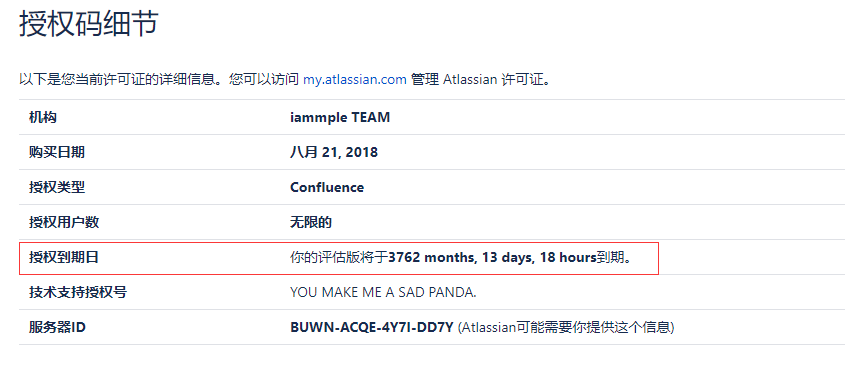 授权码细节
以下是您当前许可证的详细信息。您可以访问 my.atlassian.com 管理 Atlassian 许可证。
机构 iammple TEAM
购买日期 八月 21, 2018
授权类型 Confluence
授权用户数 无限的
授权到期日 你的评估版将于3762 months, 13 days, 18 hours到期。
技术支持授权号 YOU MAKE ME A SAD PANDA.
服务器ID BUWN-ACQE-4Y7I-DD7Y (Atlassian可能需要你提供这个信息)